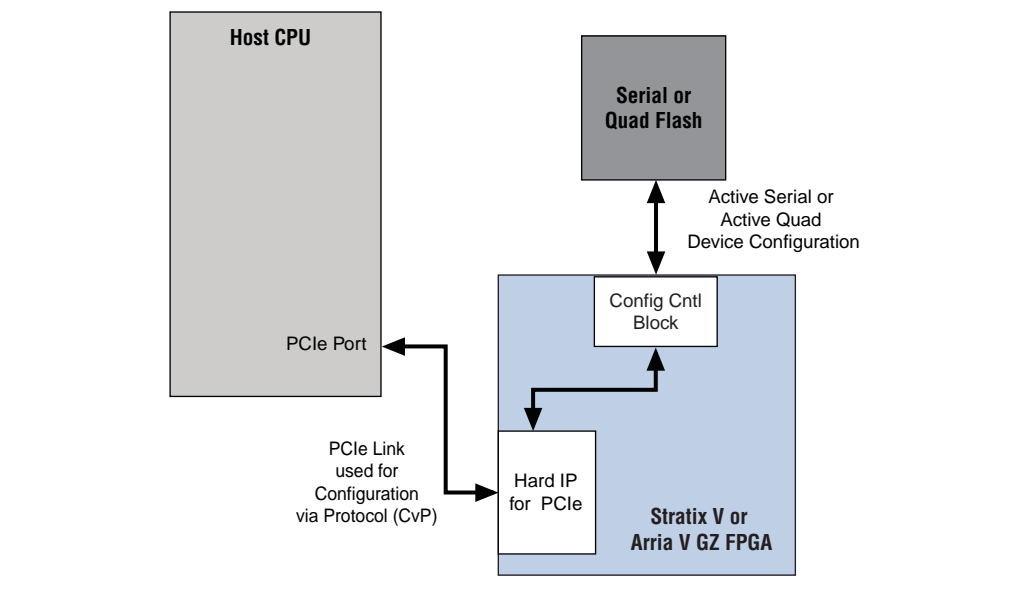 Host CPU
Serial or
Quad Flash
Active Serial or
Active Quad
Device Configuration
Config Cntl
Block
PCIe Port
PCIe Link
used for
Configuration
via Protocol (CvP)
Hard IP
for PCIe
Stratix V or
Arria V GZ FPGA